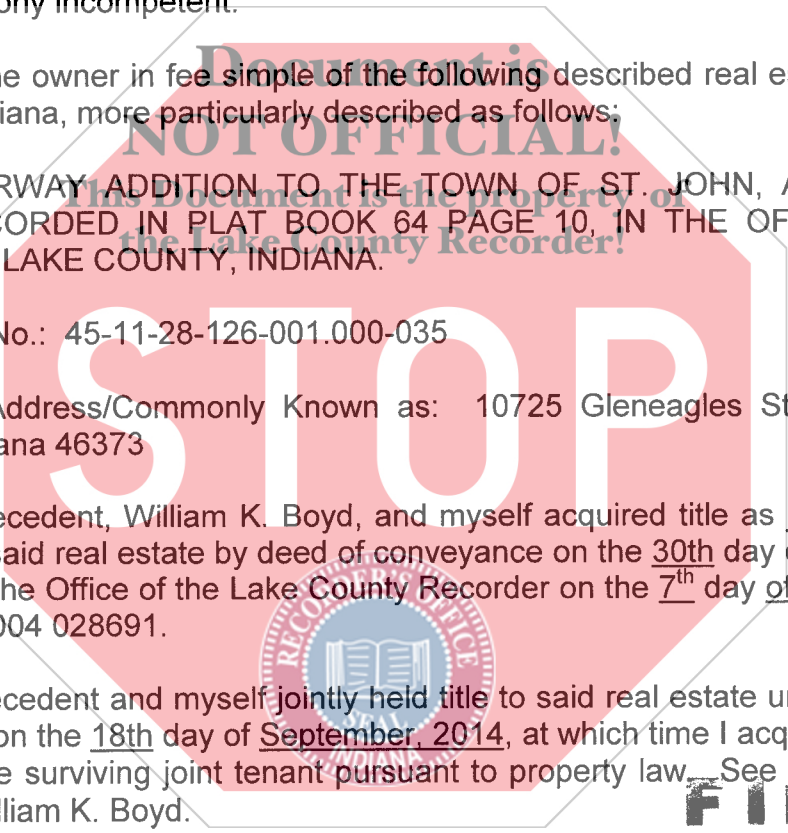 ony incompetent.
Document is
ne owner in fee simple of the following described real es
NOT OFFICIAL!
iana, more particularly described as follows:
RWAY ADDITION TO THE TOWN OF ST. JOHN, A
This Document is the property of
CORDED IN PLAT BOOK 64 PAGE 10, IN THE OF
the Lake County Recorder!
LAKE COUNTY, INDIANA.
No.: 45-11-28-126-001.000-035
STOP
Address/Commonly Known as: 10725 Gleneagles St
ana 46373
ecedent, William K. Boyd, and myself acquired title as
said real estate by deed of conveyance on the 30th day
he Office of the Lake County Recorder on the 7th day of
004 028691.
RECORDER'S OFFICE
SEAL
INDIANA
ecedent and myself jointly held title to said real estate u
on the 18th day of September, 2014, at which time I acq
e surviving joint tenant pursuant to property law. See
lliam K. Boyd.
FI